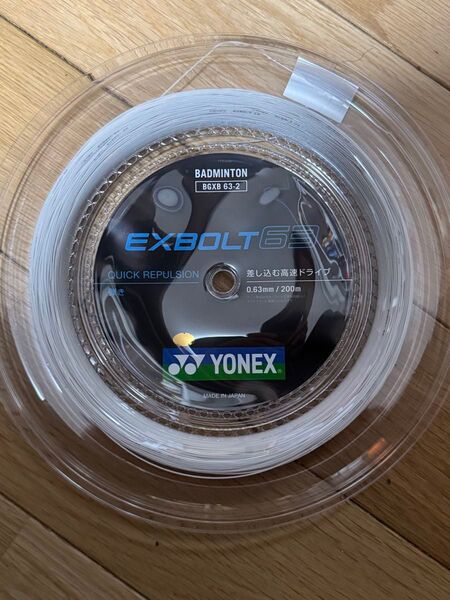 BADMINTON
BGXB 63-2
EXBOLT63
QUICK REPULSION
差し込む高速ドライブ
0.63mm / 200m
YONEX
MADE IN JAPAN